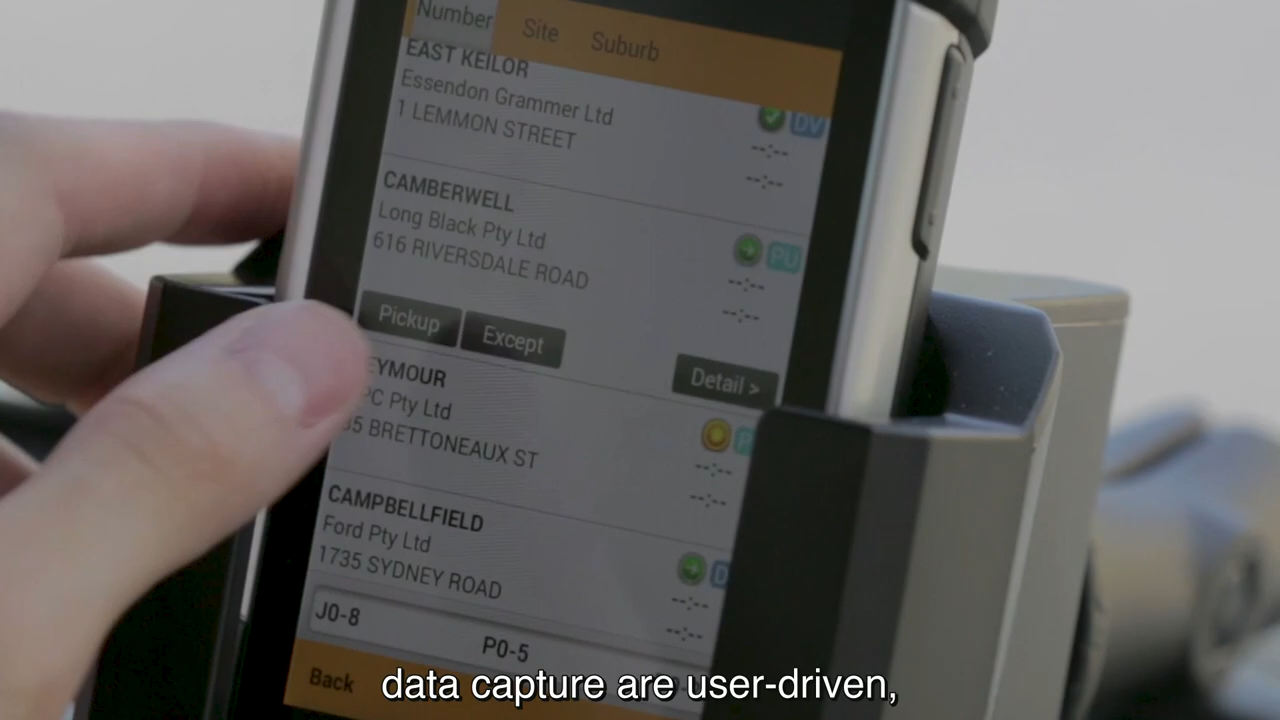 Number Site Suburb
EAST KEILOR
Essendon Grammer Ltd
1 LEMMON STREET
DV
--:--
--:--
CAMBERWELL
Long Black Pty Ltd
616 RIVERSDALE ROAD
PU
--:--
--:--
Pickup Except Detail >
Pty Ltd
BRETTONEAUX ST
--:--
--:--
CAMPBELLFIELD
Ford Pty Ltd
1735 SYDNEY ROAD
--:--
--:--
J0-8 P0-5
Back
data capture are user-driven,